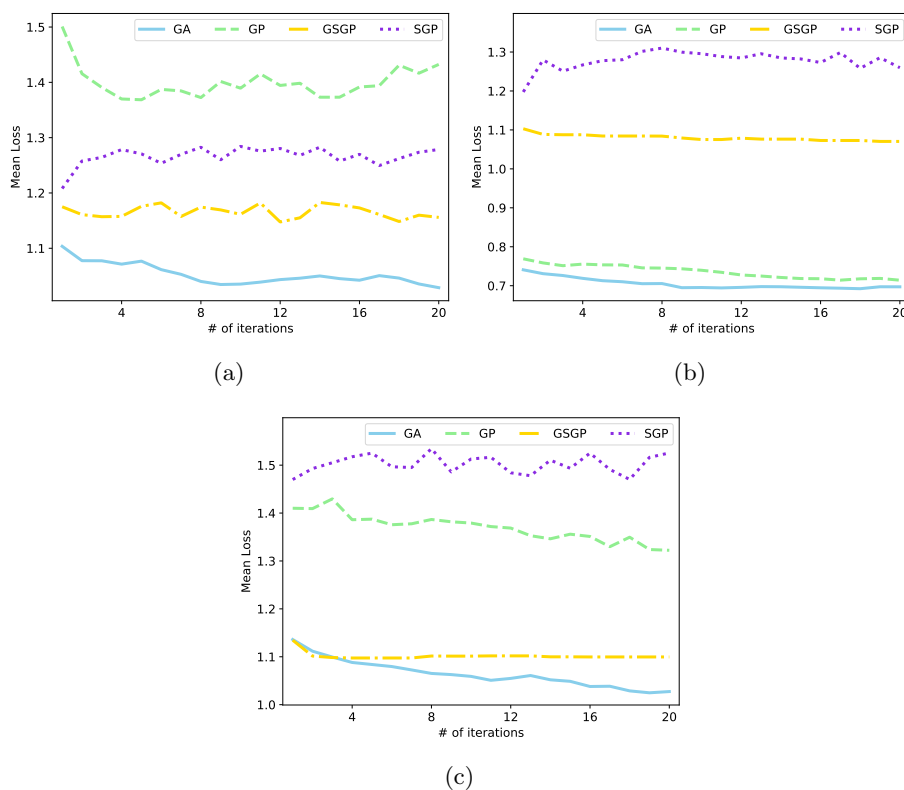 GA GP GSGP SGP
1.5
1.4
1.3
1.2
1.1
Mean Loss
4 8 12 16 20
# of iterations
(a)
GA GP GSGP SGP
1.3
1.2
1.1
1.0
0.9
0.8
0.7
Mean Loss
4 8 12 16 20
# of iterations
(b)
GA GP GSGP SGP
1.5
1.4
1.3
1.2
1.1
1.0
Mean Loss
4 8 12 16 20
# of iterations
(c)